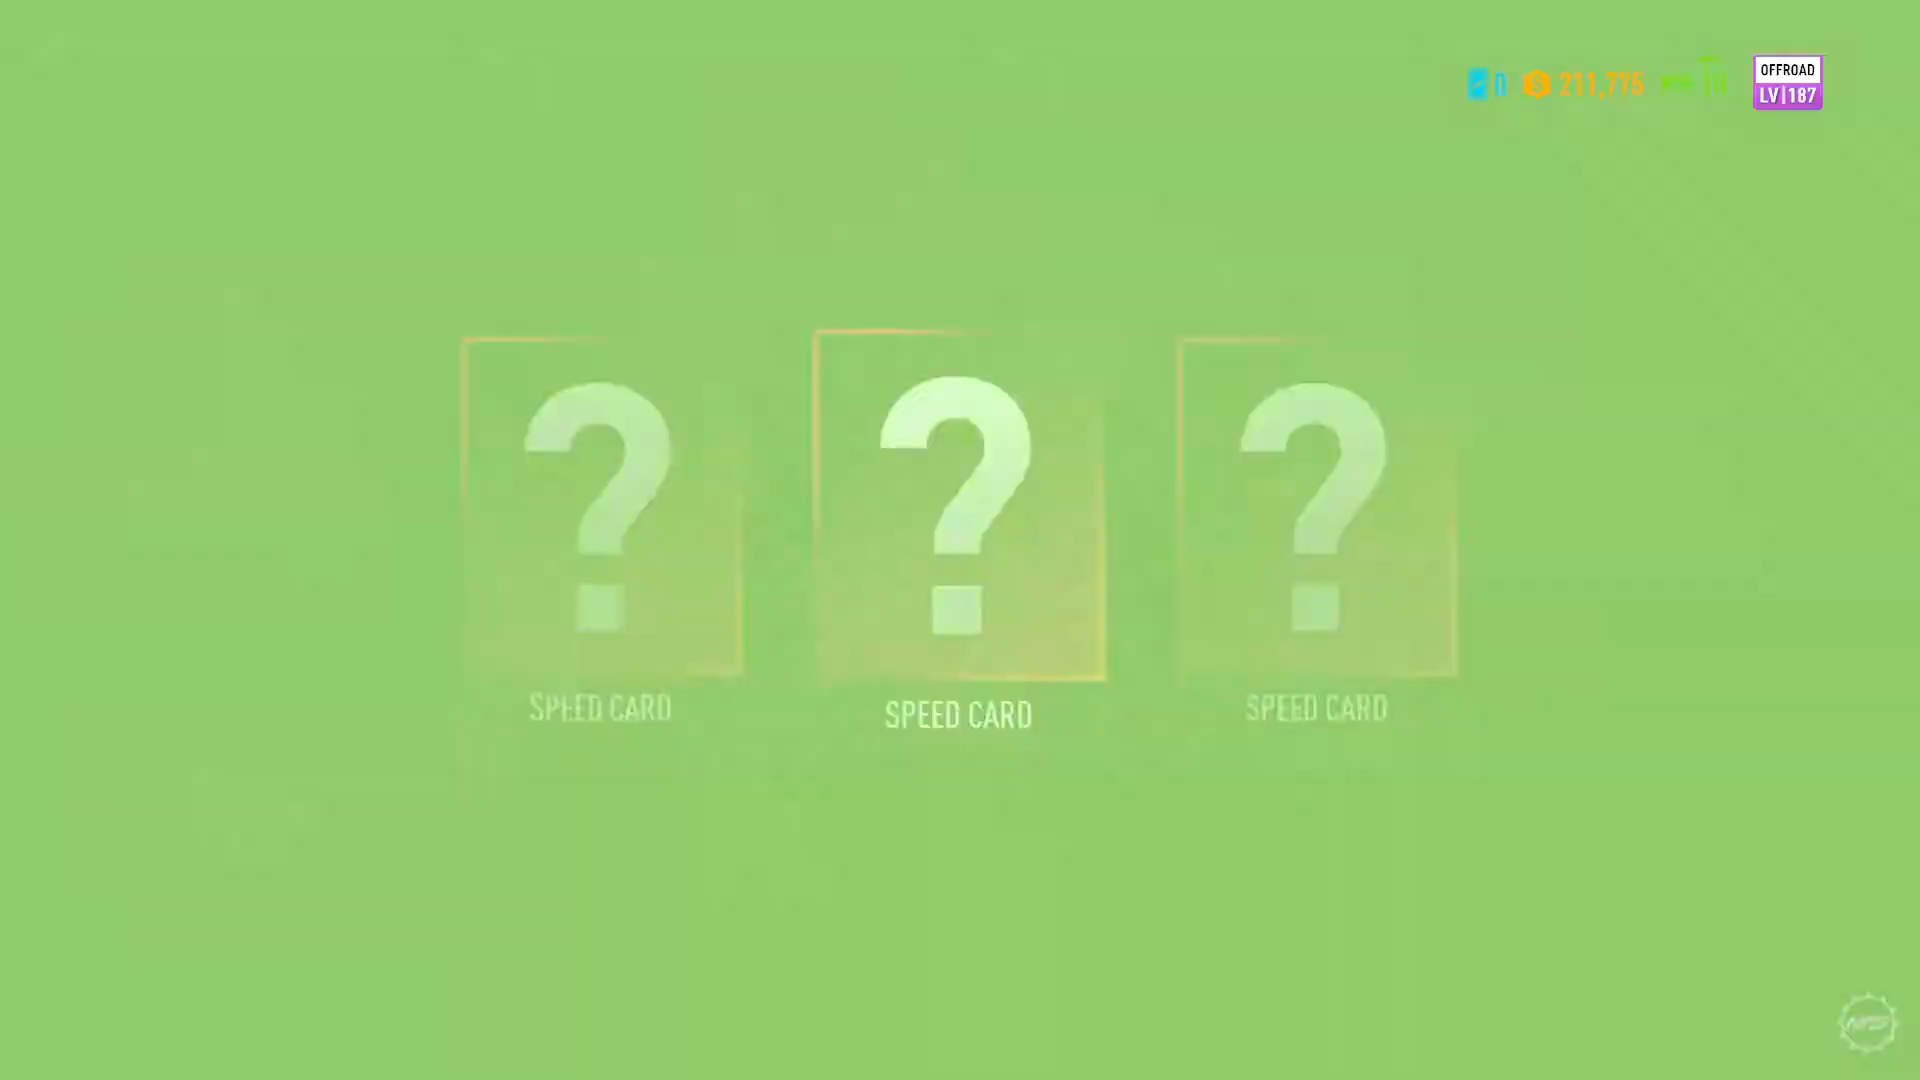 0 211,775
OFFROAD
LV|187
?
?
?
SPEED CARD
SPEED CARD
SPEED CARD